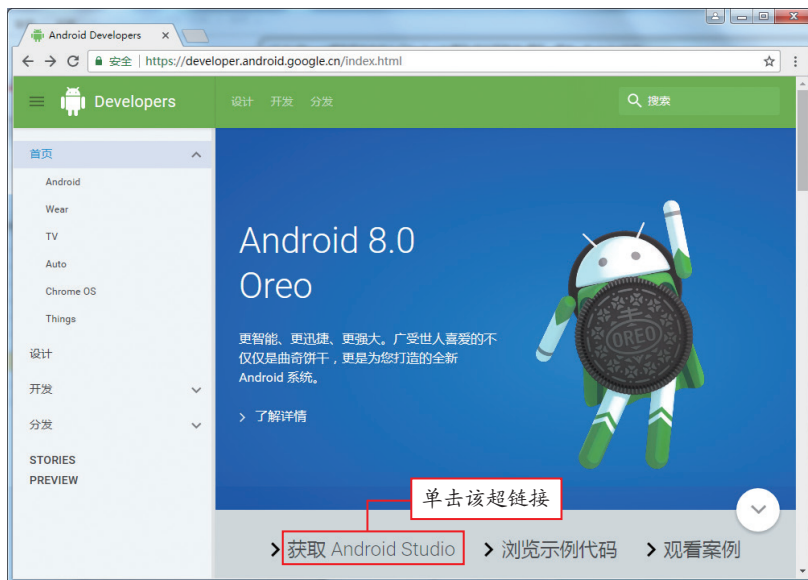 Android Developers
安全 | https://developer.android.google.cn/index.html
Developers
设计 开发 分发
搜索
首页
Android
Wear
TV
Auto
Chrome OS
Things
设计
开发
分发
STORIES
PREVIEW
Android 8.0
Oreo
更智能、更迅捷、更强大。广受世人喜爱的不
仅仅是曲奇饼干，更是为您打造的全新
Android 系统。
了解详情
OREO
单击该超链接
获取 Android Studio
浏览示例代码
观看案例